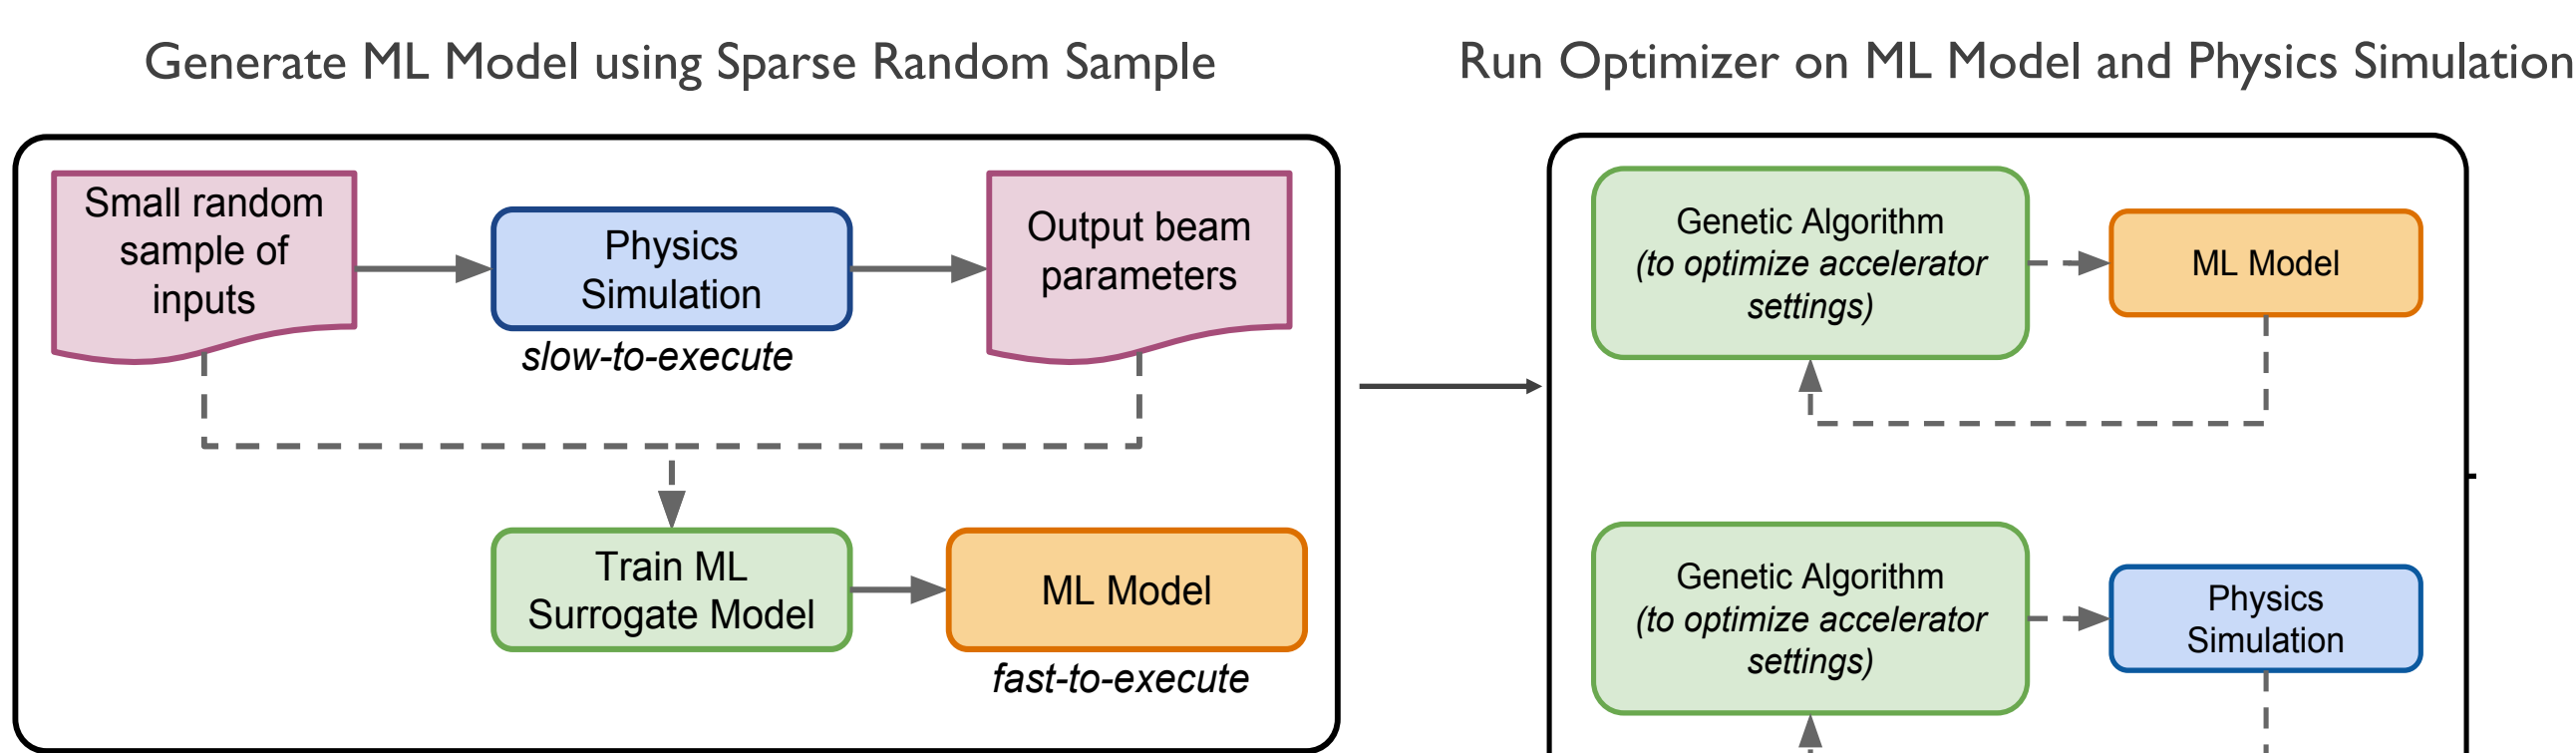 Generate ML Model using Sparse Random Sample
Small random
sample of
inputs
Physics
Simulation
slow-to-execute
Output beam
parameters
Train ML
Surrogate Model
ML Model
fast-to-execute
Run Optimizer on ML Model and Physics Simulation
Genetic Algorithm
(to optimize accelerator
settings)
ML Model
Genetic Algorithm
(to optimize accelerator
settings)
Physics
Simulation